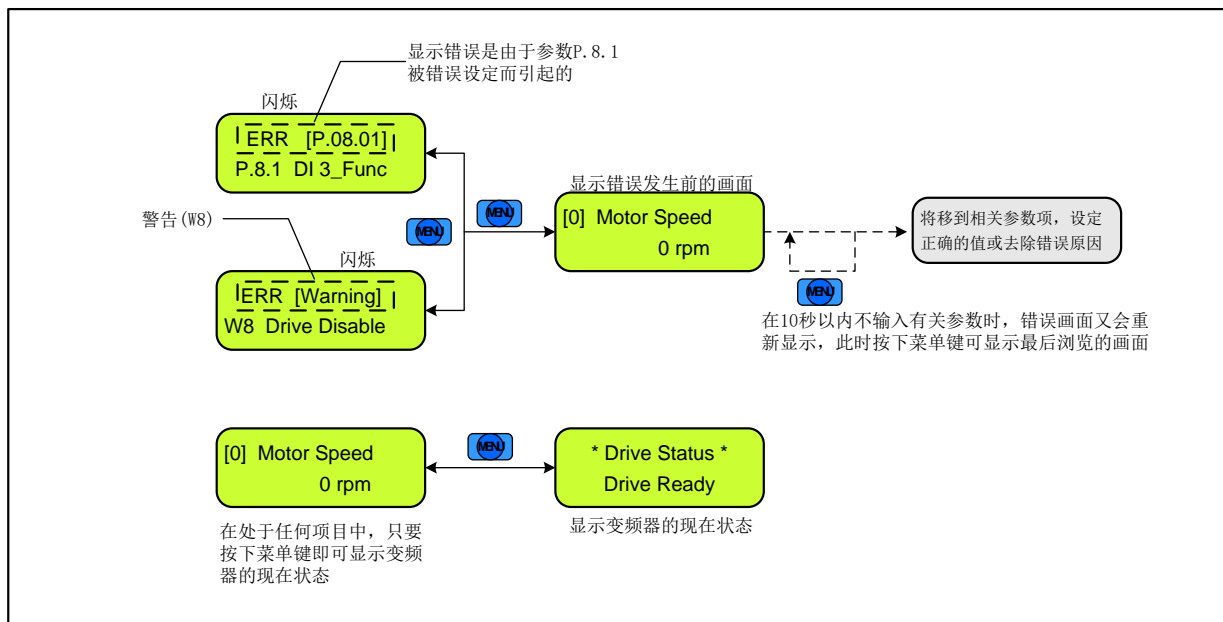 显示错误是由于参数P.8.1
被错误设定而引起的
闪烁
ERR [P.08.01]
P.8.1 DI 3_Func
警告(W8)
闪烁
ERR [Warning]
W8 Drive Disable
MENU
MENU
显示错误发生前的画面
[0] Motor Speed
0 rpm
将移到相关参数项，设定
正确的值或去除错误原因
MENU
在10秒以内不输入有关参数时，错误画面又会重
新显示，此时按下菜单键可显示最后浏览的画面
[0] Motor Speed
0 rpm
MENU
* Drive Status *
Drive Ready
在处于任何项目中，只要
按下菜单键即可显示变频
器的现在状态
显示变频器的现在状态